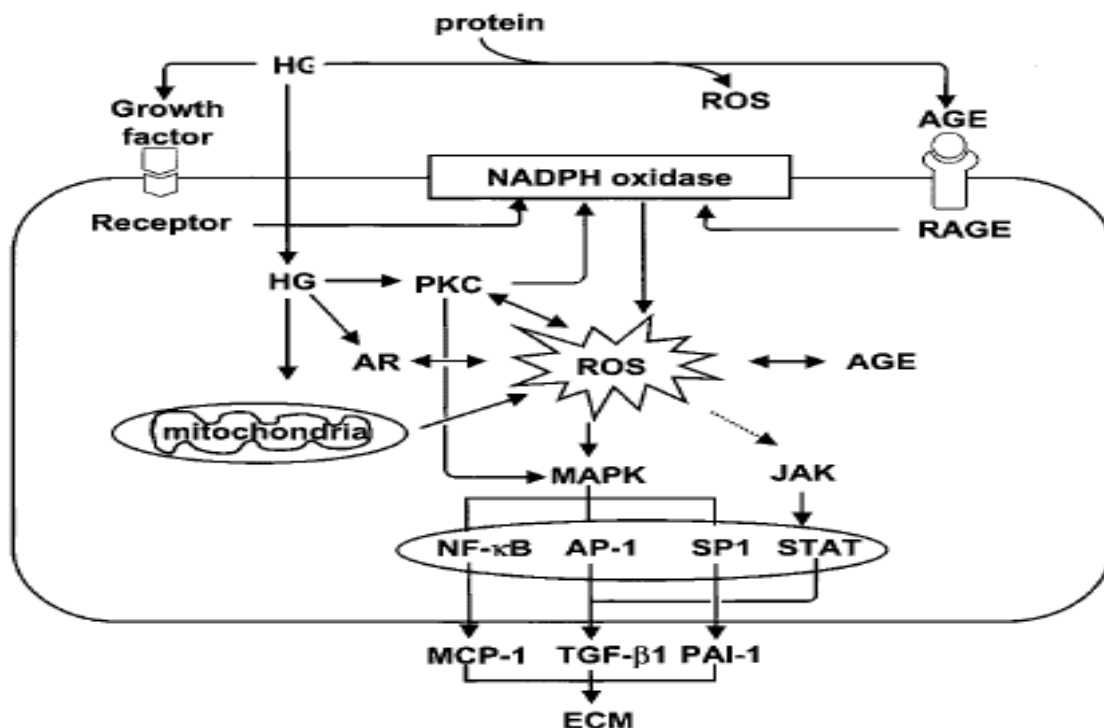 protein
HG
ROS
Growth
factor
AGE
NADPH oxidase
Receptor
RAGE
HG
PKC
AR
ROS
AGE
mitochondria
MAPK
JAK
NF-κB
AP-1
SP1
STAT
MCP-1
TGF-β1
PAI-1
ECM